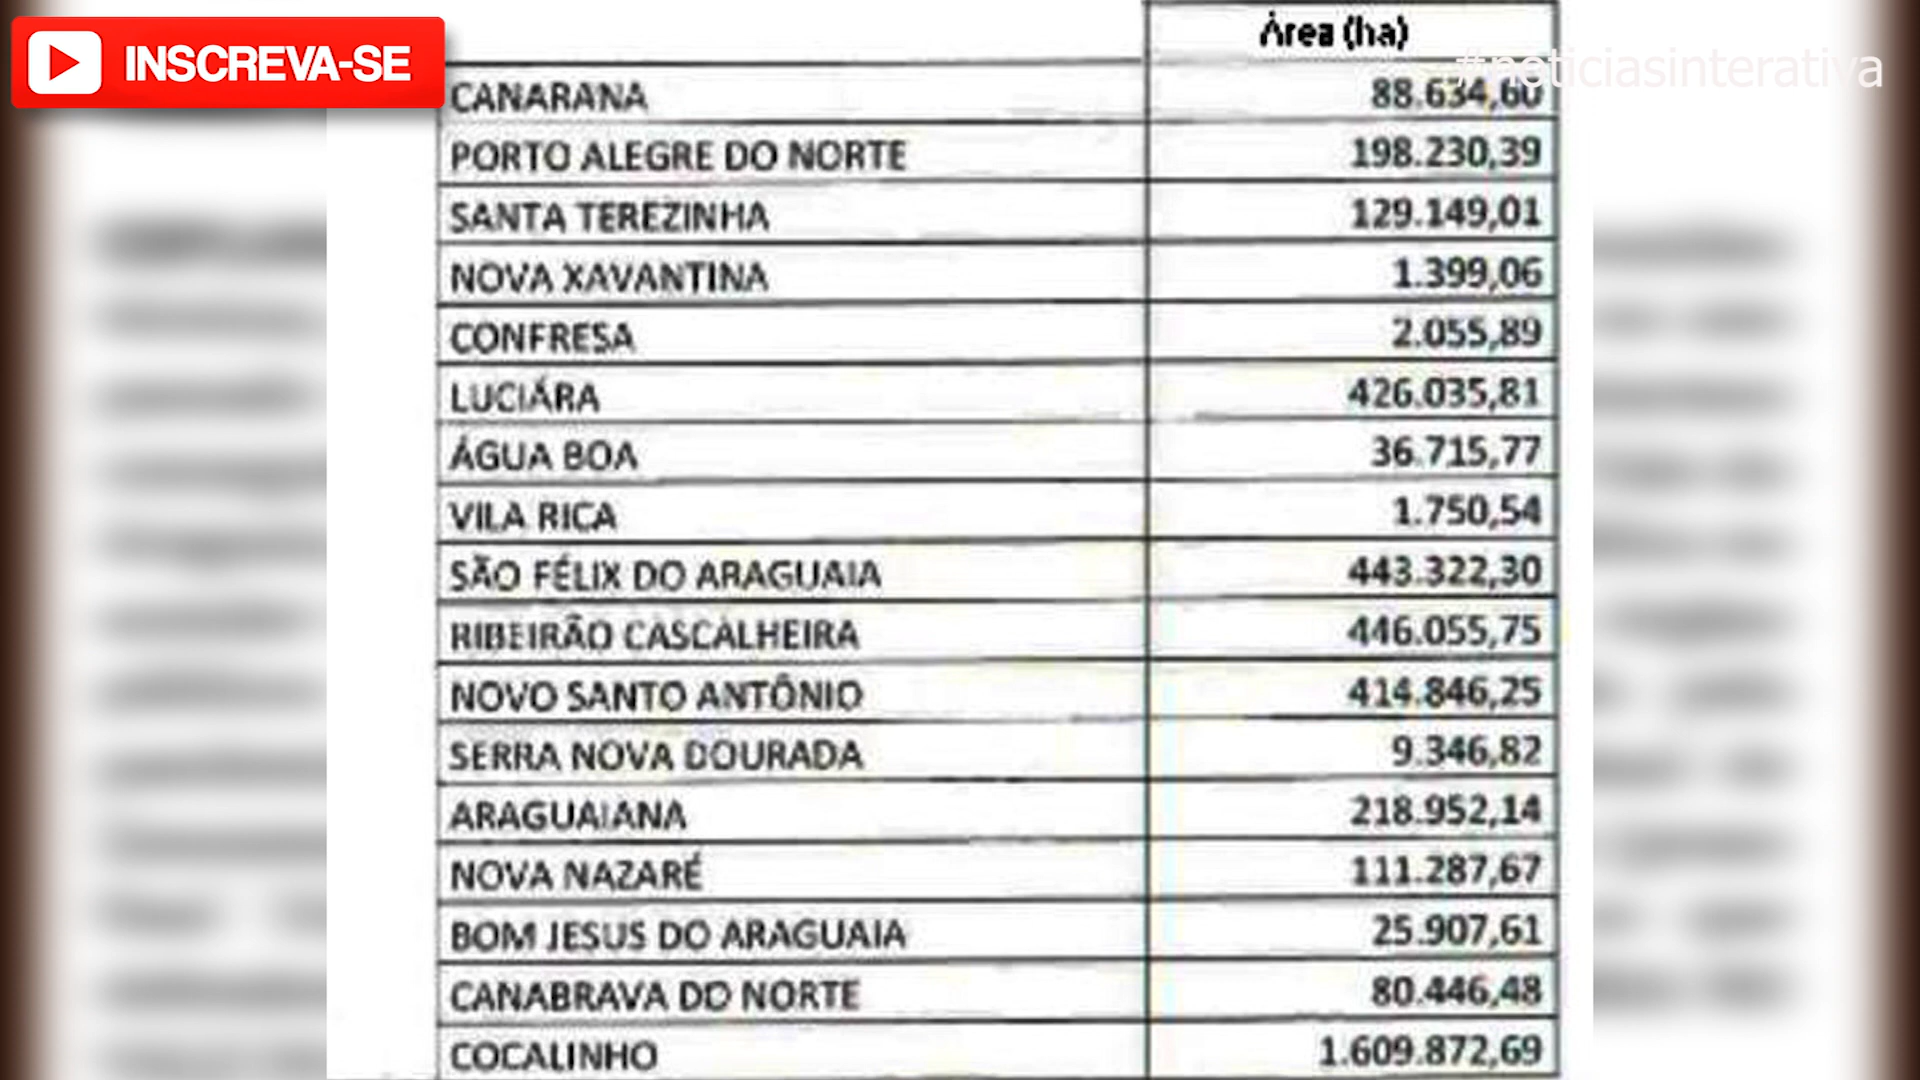 INSCREVA-SE
#noticiasinterativa
Área (ha)
CANARANA 88.634,60
PORTO ALEGRE DO NORTE 198.230,39
SANTA TEREZINHA 129.149,01
NOVA XAVANTINA 1.399,06
CONFRESA 2.055,89
LUCIÁRA 426.035,81
ÁGUA BOA 36.715,77
VILA RICA 1.750,54
SÃO FÉLIX DO ARAGUAIA 443.322,30
RIBEIRÃO CASCALHEIRA 446.055,75
NOVO SANTO ANTÔNIO 414.846,25
SERRA NOVA DOURADA 9.346,82
ARAGUAIANA 218.952,14
NOVA NAZARÉ 111.287,67
BOM JESUS DO ARAGUAIA 25.907,61
CANABRAVA DO NORTE 80.446,48
COCALINHO 1.609.872,69